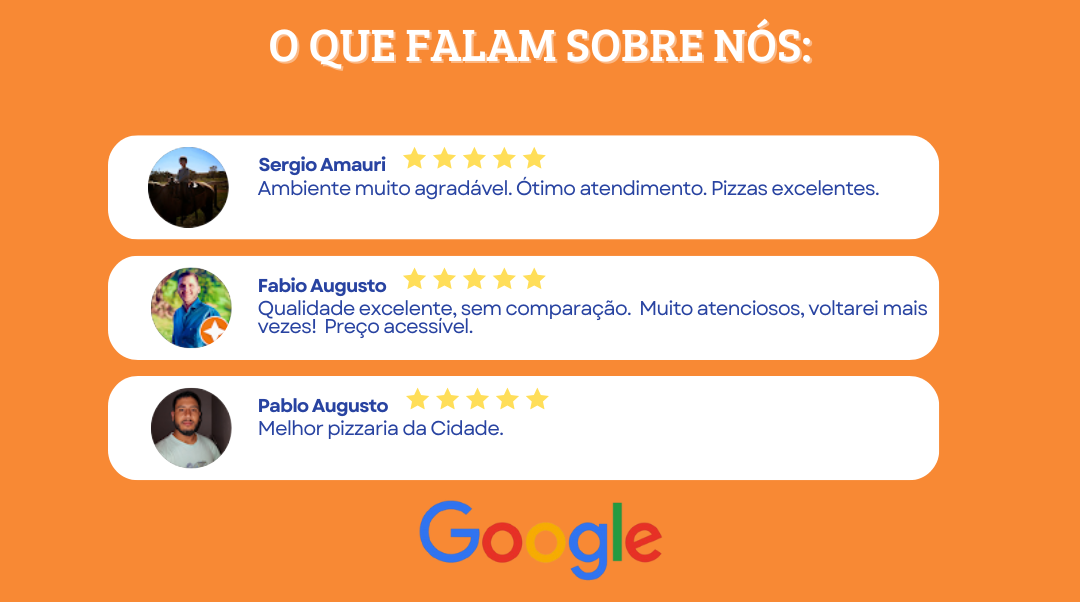 O QUE FALAM SOBRE NÓS:
Sergio Amauri
Ambiente muito agradável. Ótimo atendimento. Pizzas excelentes.
Fabio Augusto
Qualidade excelente, sem comparação.  Muito atenciosos, voltarei mais
vezes!  Preço acessível.
Pablo Augusto
Melhor pizzaria da Cidade.
Google